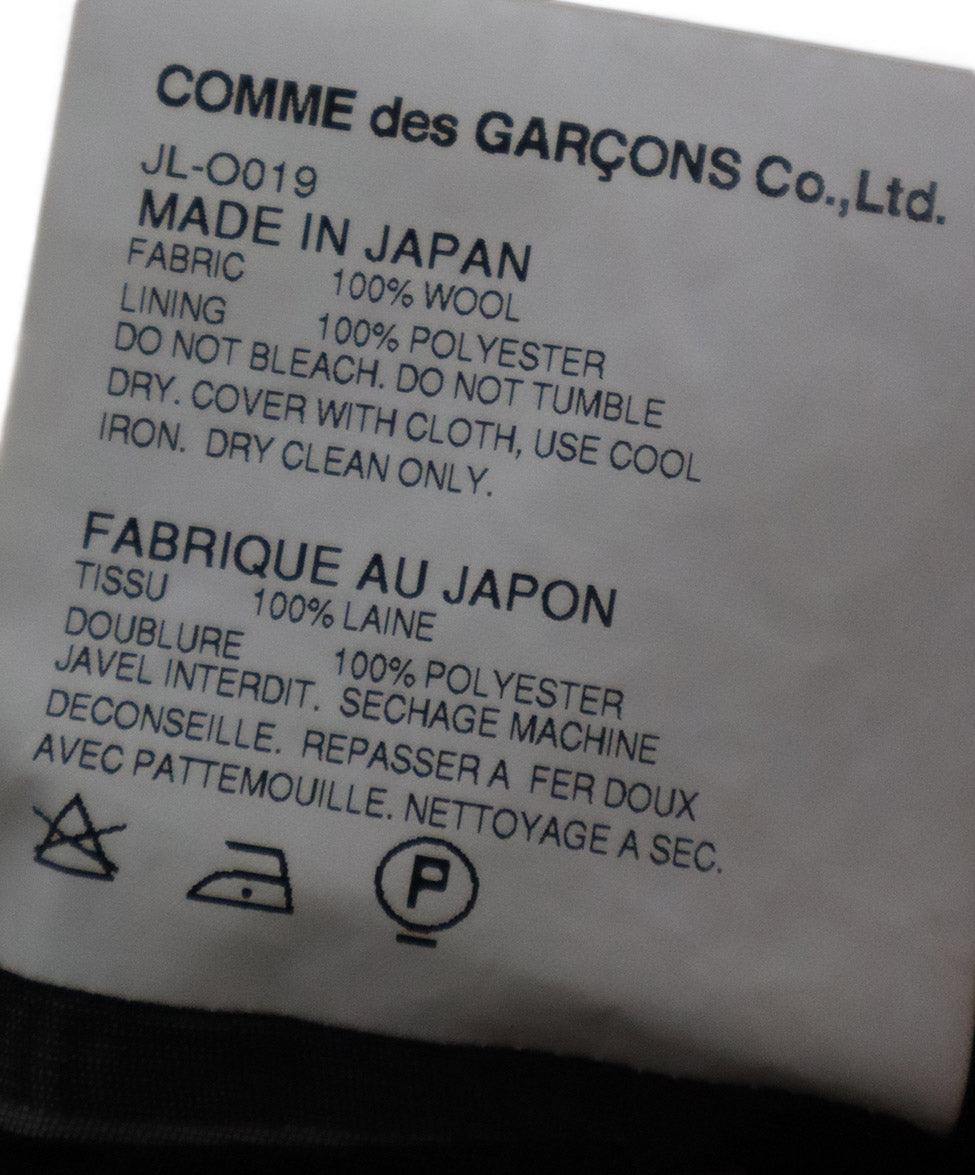 COMME des GARÇONS Co.,Ltd.
JL-O019
MADE IN JAPAN
FABRIC 100% WOOL
LINING 100% POLYESTER
DO NOT BLEACH. DO NOT TUMBLE
DRY. COVER WITH CLOTH, USE COOL
IRON. DRY CLEAN ONLY.
FABRIQUE AU JAPON
TISSU 100% LAINE
DOUBLURE 100% POLYESTER
JAVEL INTERDIT. SECHAGE MACHINE
DECONSEILLE. REPASSER A FER DOUX
AVEC PATTEMOUILLE. NETTOYAGE A SEC.
P